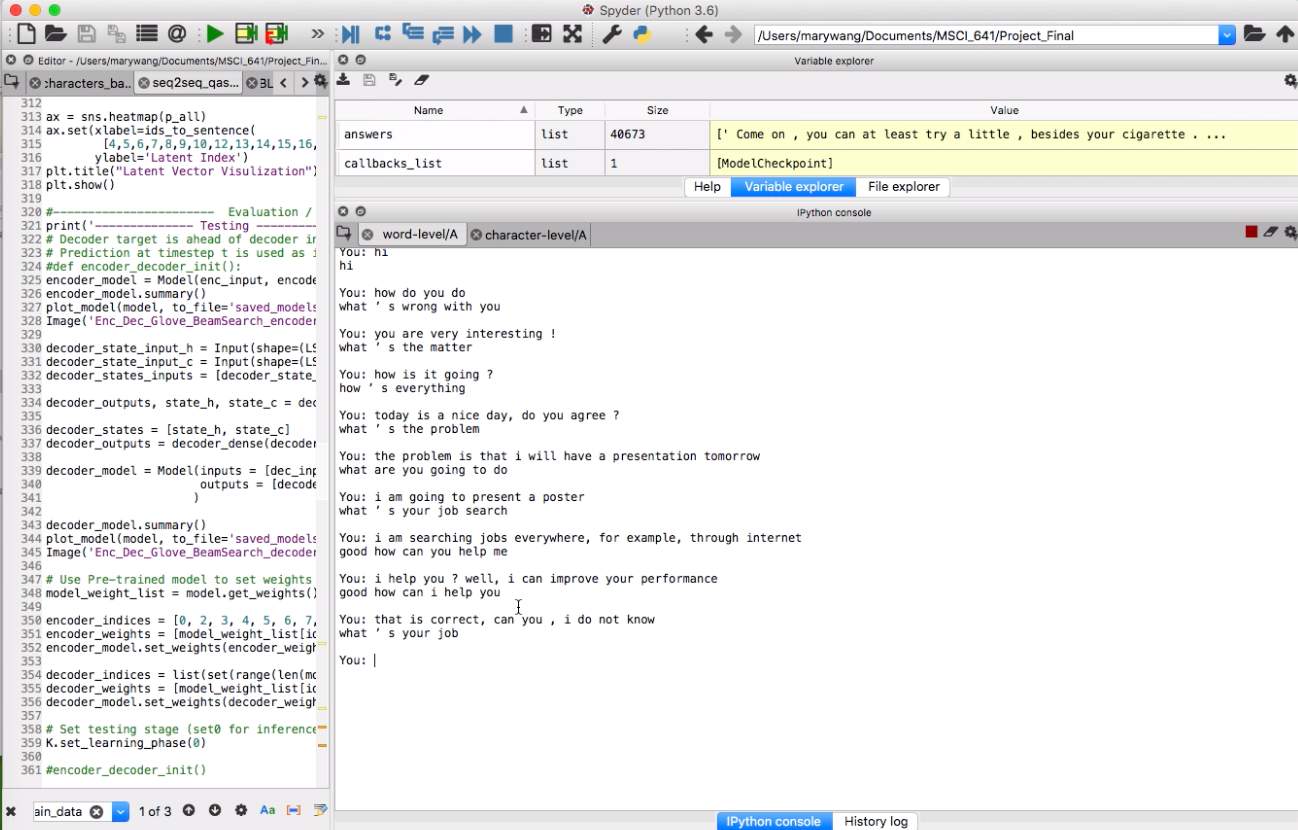 Spyder (Python 3.6)
/Users/marywang/Documents/MSCI_641/Project_Final
Editor - /Users/marywang/Documents/MSCI_641/Project_Fin...
:haracters_ba..
seq2seq_qas...
BL
312
313 ax = sns.heatmap(p_all)
314 ax.set(xlabel=ids_to_sentence(
315 [4,5,6,7,8,9,10,12,13,14,15,16,
316 ylabel='Latent Index')
317 plt.title("Latent Vector Visulization")
318 plt.show()
319
320 #----------------------- Evaluation /
321 print('-------------- Testing --------
322 # Decoder target is ahead of decoder in
323 # Prediction at timestep t is used as i
324 #def encoder_decoder_init():
325 encoder_model = Model(enc_input, encode
326 encoder_model.summary()
327 plot_model(model, to_file='saved_models
328 Image('Enc_Dec_Glove_BeamSearch_encoder
329
330 decoder_state_input_h = Input(shape=(LS
331 decoder_state_input_c = Input(shape=(LS
332 decoder_states_inputs = [decoder_state_
333
334 decoder_outputs, state_h, state_c = dec
335
336 decoder_states = [state_h, state_c]
337 decoder_outputs = decoder_dense(decoder
338
339 decoder_model = Model(inputs = [dec_inp
340 outputs = [decode
341 )
342
343 decoder_model.summary()
344 plot_model(model, to_file='saved_models
345 Image('Enc_Dec_Glove_BeamSearch_decoder
346
347 # Use Pre-trained model to set weights
348 model_weight_list = model.get_weights()
349
350 encoder_indices = [0, 2, 3, 4, 5, 6, 7,
351 encoder_weights = [model_weight_list[id
352 encoder_model.set_weights(encoder_weigh
353
354 decoder_indices = list(set(range(len(mo
355 decoder_weights = [model_weight_list[id
356 decoder_model.set_weights(decoder_weigh
357
358 # Set testing stage (set0 for inference
359 K.set_learning_phase(0)
360
361 #encoder_decoder_init()
ain_data
1 of 3
Aa
Variable explorer
Name Type Size Value
answers list 40673 [' Come on , you can at least try a little , besides your cigarette . ...
callbacks_list list 1 [ModelCheckpoint]
Help Variable explorer File explorer
IPython console
word-level/A character-level/A
You: hi
hi
You: how do you do
what ’ s wrong with you
You: you are very interesting !
what ’ s the matter
You: how is it going ?
how ’ s everything
You: today is a nice day, do you agree ?
what ’ s the problem
You: the problem is that i will have a presentation tomorrow
what are you going to do
You: i am going to present a poster
what ’ s your job search
You: i am searching jobs everywhere, for example, through internet
good how can you help me
You: i help you ? well, i can improve your performance
good how can i help you
You: that is correct, can you , i do not know
what ’ s your job
You:
IPython console History log